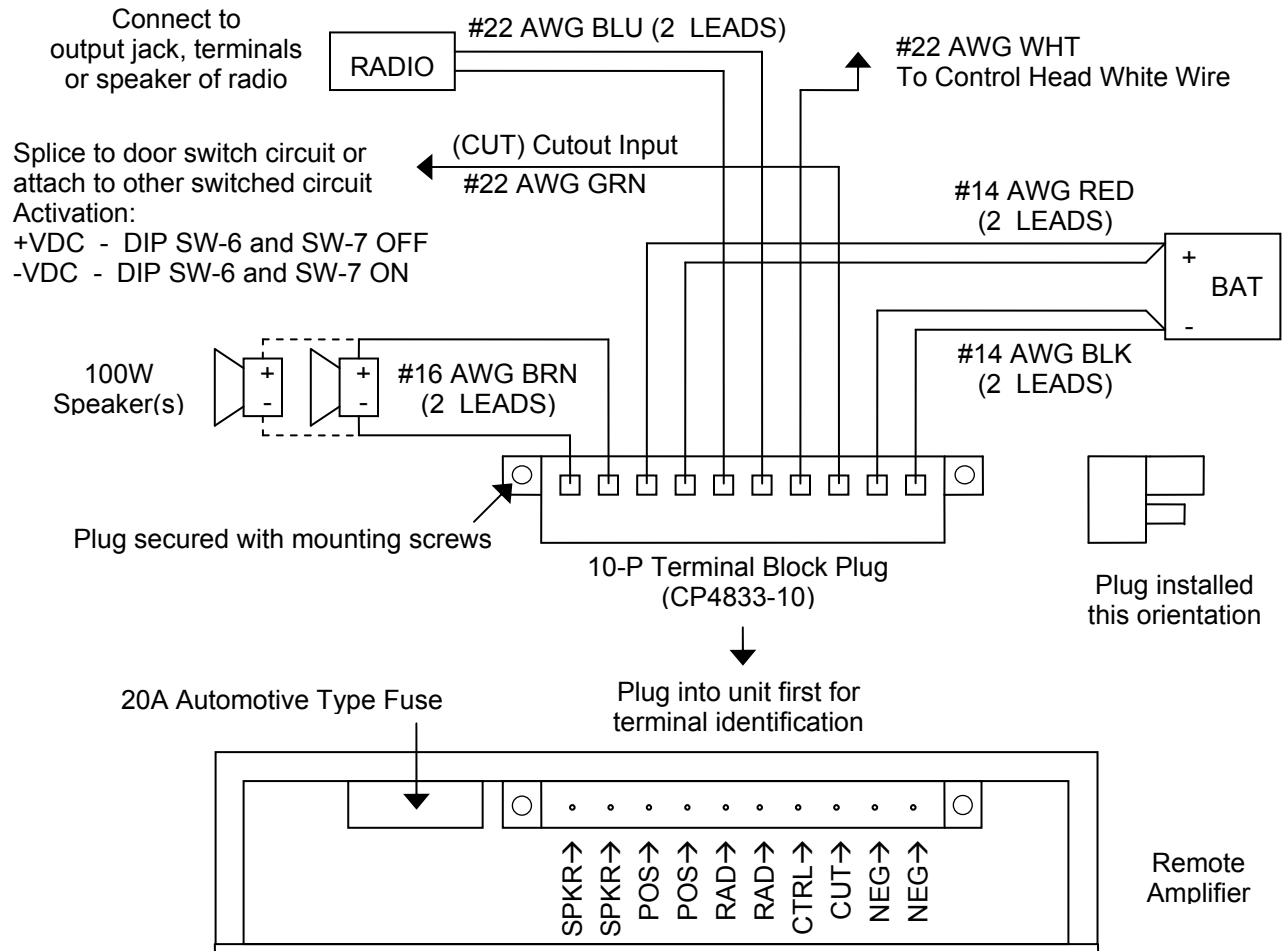 Connect to
output jack, terminals
or speaker of radio
RADIO
#22 AWG BLU (2 LEADS)
#22 AWG WHT
To Control Head White Wire
Splice to door switch circuit or
attach to other switched circuit
Activation:
+VDC - DIP SW-6 and SW-7 OFF
-VDC - DIP SW-6 and SW-7 ON
(CUT) Cutout Input
#22 AWG GRN
#14 AWG RED
(2 LEADS)
+
BAT
-
#14 AWG BLK
(2 LEADS)
100W
Speaker(s)
+
-
+
-
#16 AWG BRN
(2 LEADS)
Plug secured with mounting screws
10-P Terminal Block Plug
(CP4833-10)
Plug installed
this orientation
20A Automotive Type Fuse
Plug into unit first for
terminal identification
SPKR→
SPKR→
POS→
POS→
RAD→
RAD→
CTRL→
CUT→
NEG→
NEG→
Remote
Amplifier